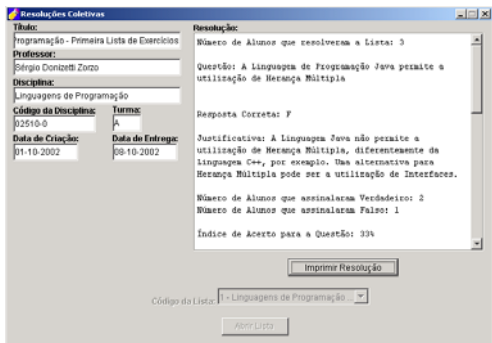 Resoluções Coletivas
Título:
rogramação - Primeira Lista de Exercícios
Professor:
Sérgio Donizetti Zorzo
Disciplina:
Linguagens de Programação
Código da Disciplina: Turma:
02510-0 A
Data de Criação: Data de Entrega:
01-10-2002 08-10-2002
Resolução:
Número de Alunos que resolveram a Lista: 3
Questão: A Linguagem de Programação Java permite a
utilização de Herança Múltipla
Resposta Correta: F
Justificativa: A Linguagem Java não permite a
utilização de Herança Múltipla, diferentemente da
Linguagem C++, por exemplo. Uma alternativa para
Herança Múltipla pode ser a utilização de Interfaces.
Número de Alunos que assinalaram Verdadeiro: 2
Número de Alunos que assinalaram Falso: 1
Índice de Acerto para a Questão: 33%
Imprimir Resolução
Código da Lista: 1 - Linguagens de Programação ...
Abrir Lista